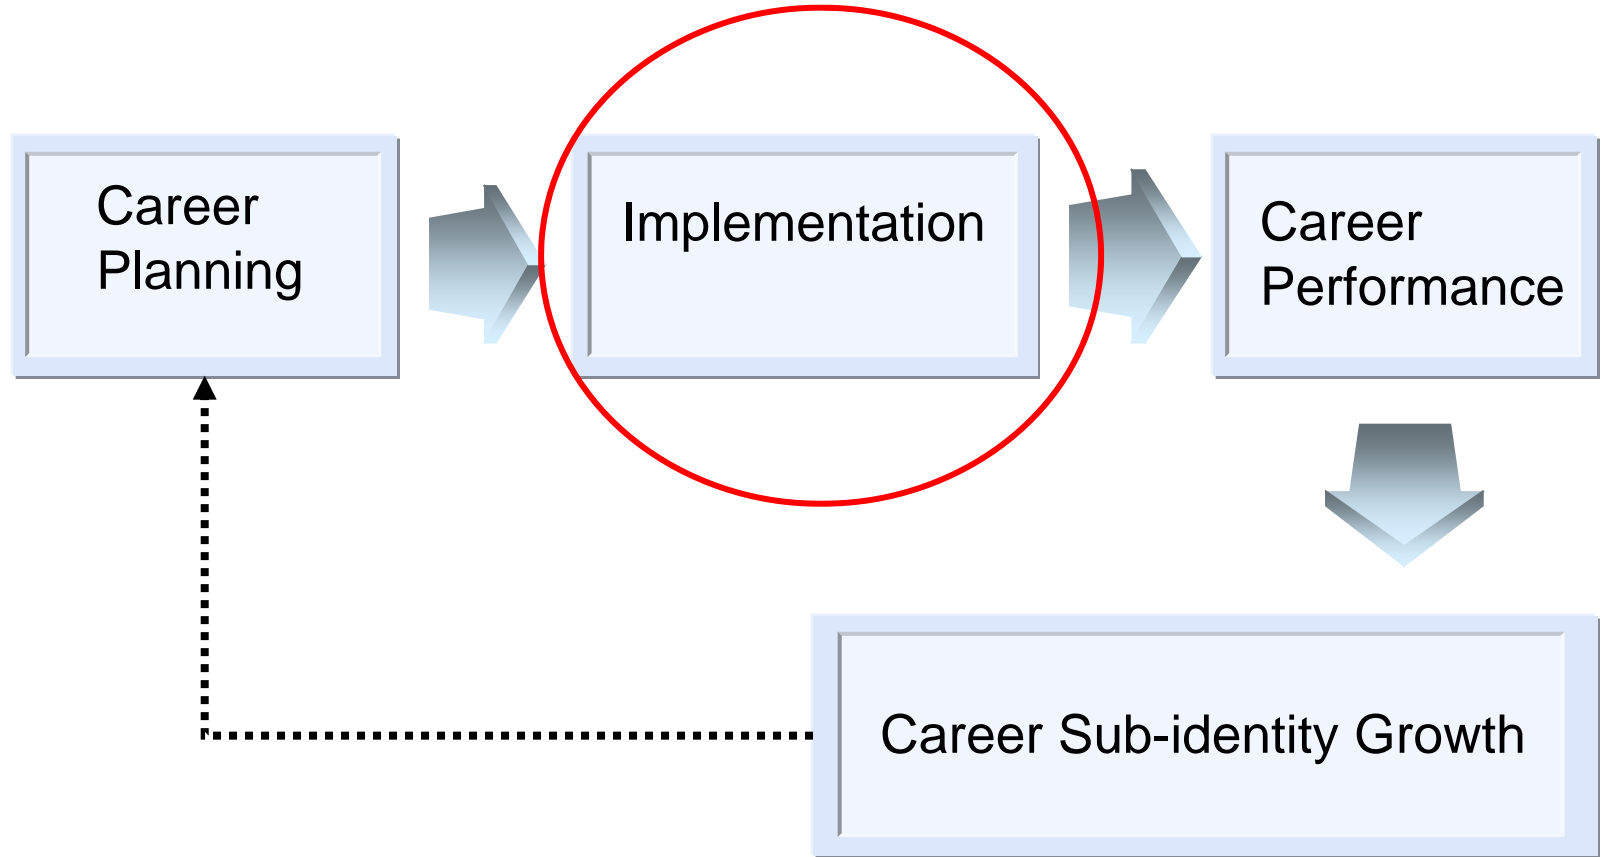 Career
Planning
Implementation
Career
Performance
Career Sub-identity Growth